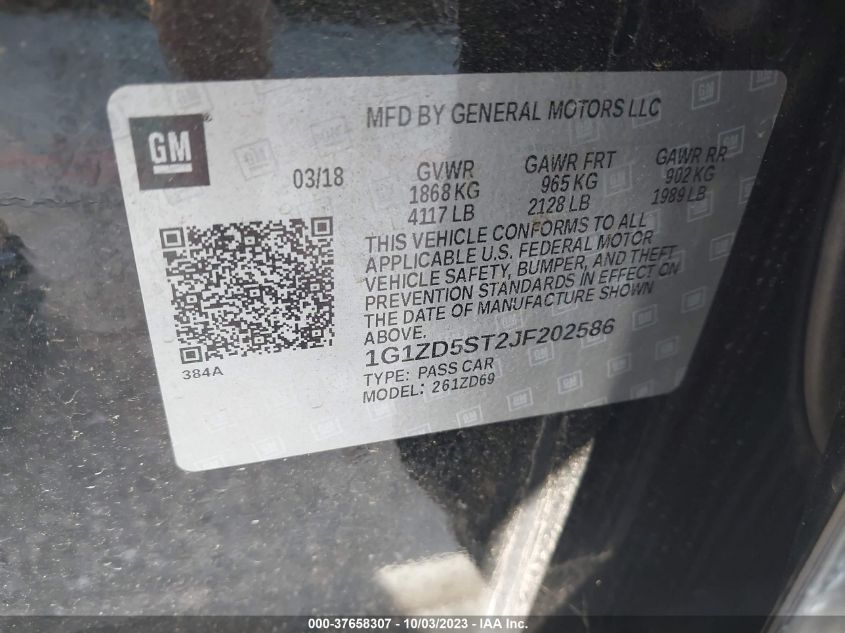 MFD BY GENERAL MOTORS LLC
GM
03/18
GVWR
1868 KG
4117 LB
GAWR FRT
965 KG
2128 LB
GAWR RR
902 KG
1989 LB
THIS VEHICLE CONFORMS TO ALL
APPLICABLE U.S. FEDERAL MOTOR
VEHICLE SAFETY, BUMPER, AND THEFT
PREVENTION STANDARDS IN EFFECT ON
THE DATE OF MANUFACTURE SHOWN
ABOVE.
1G1ZD5ST2JF202586
TYPE: PASS CAR
MODEL: 261ZD69
384A
000-37658307 - 10/03/2023 - IAA Inc.